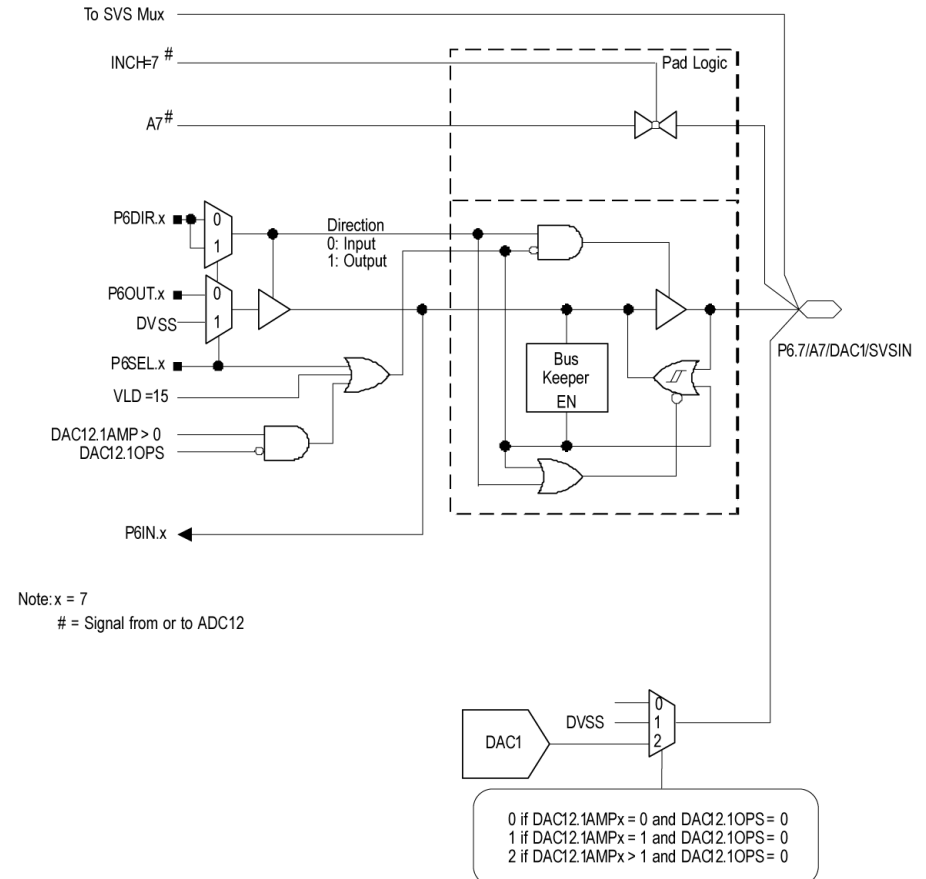 To SVS Mux
INCH=7 #
Pad Logic
A7 #
P6DIR.x
0
1
Direction
0: Input
1: Output
P6OUT.x
0
DVSS
1
P6SEL.x
VLD =15
DAC12.1AMP > 0
DAC12.1OPS
Bus
Keeper
EN
P6.7/A7/DAC1/SVSIN
P6IN.x
Note: x = 7
# = Signal from or to ADC12
0
DVSS
1
DAC1
2
0 if DAC12.1AMPx = 0 and DAC12.1OPS = 0
1 if DAC12.1AMPx = 1 and DAC12.1OPS = 0
2 if DAC12.1AMPx > 1 and DAC12.1OPS = 0